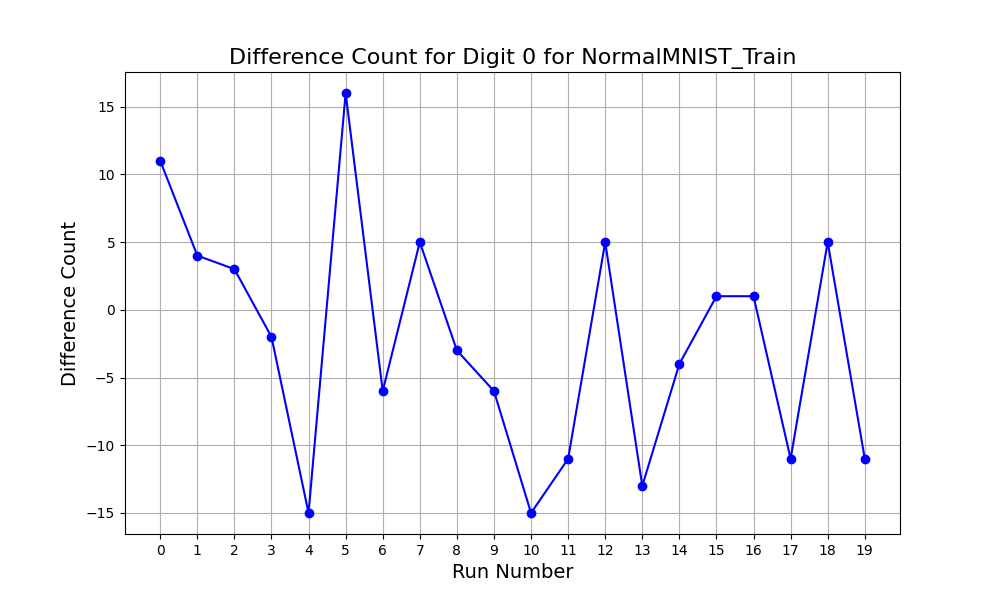 Difference Count for Digit 0 for NormalMNIST_Train
Difference Count
15
10
5
0
−5
−10
−15
0 1 2 3 4 5 6 7 8 9 10 11 12 13 14 15 16 17 18 19
Run Number